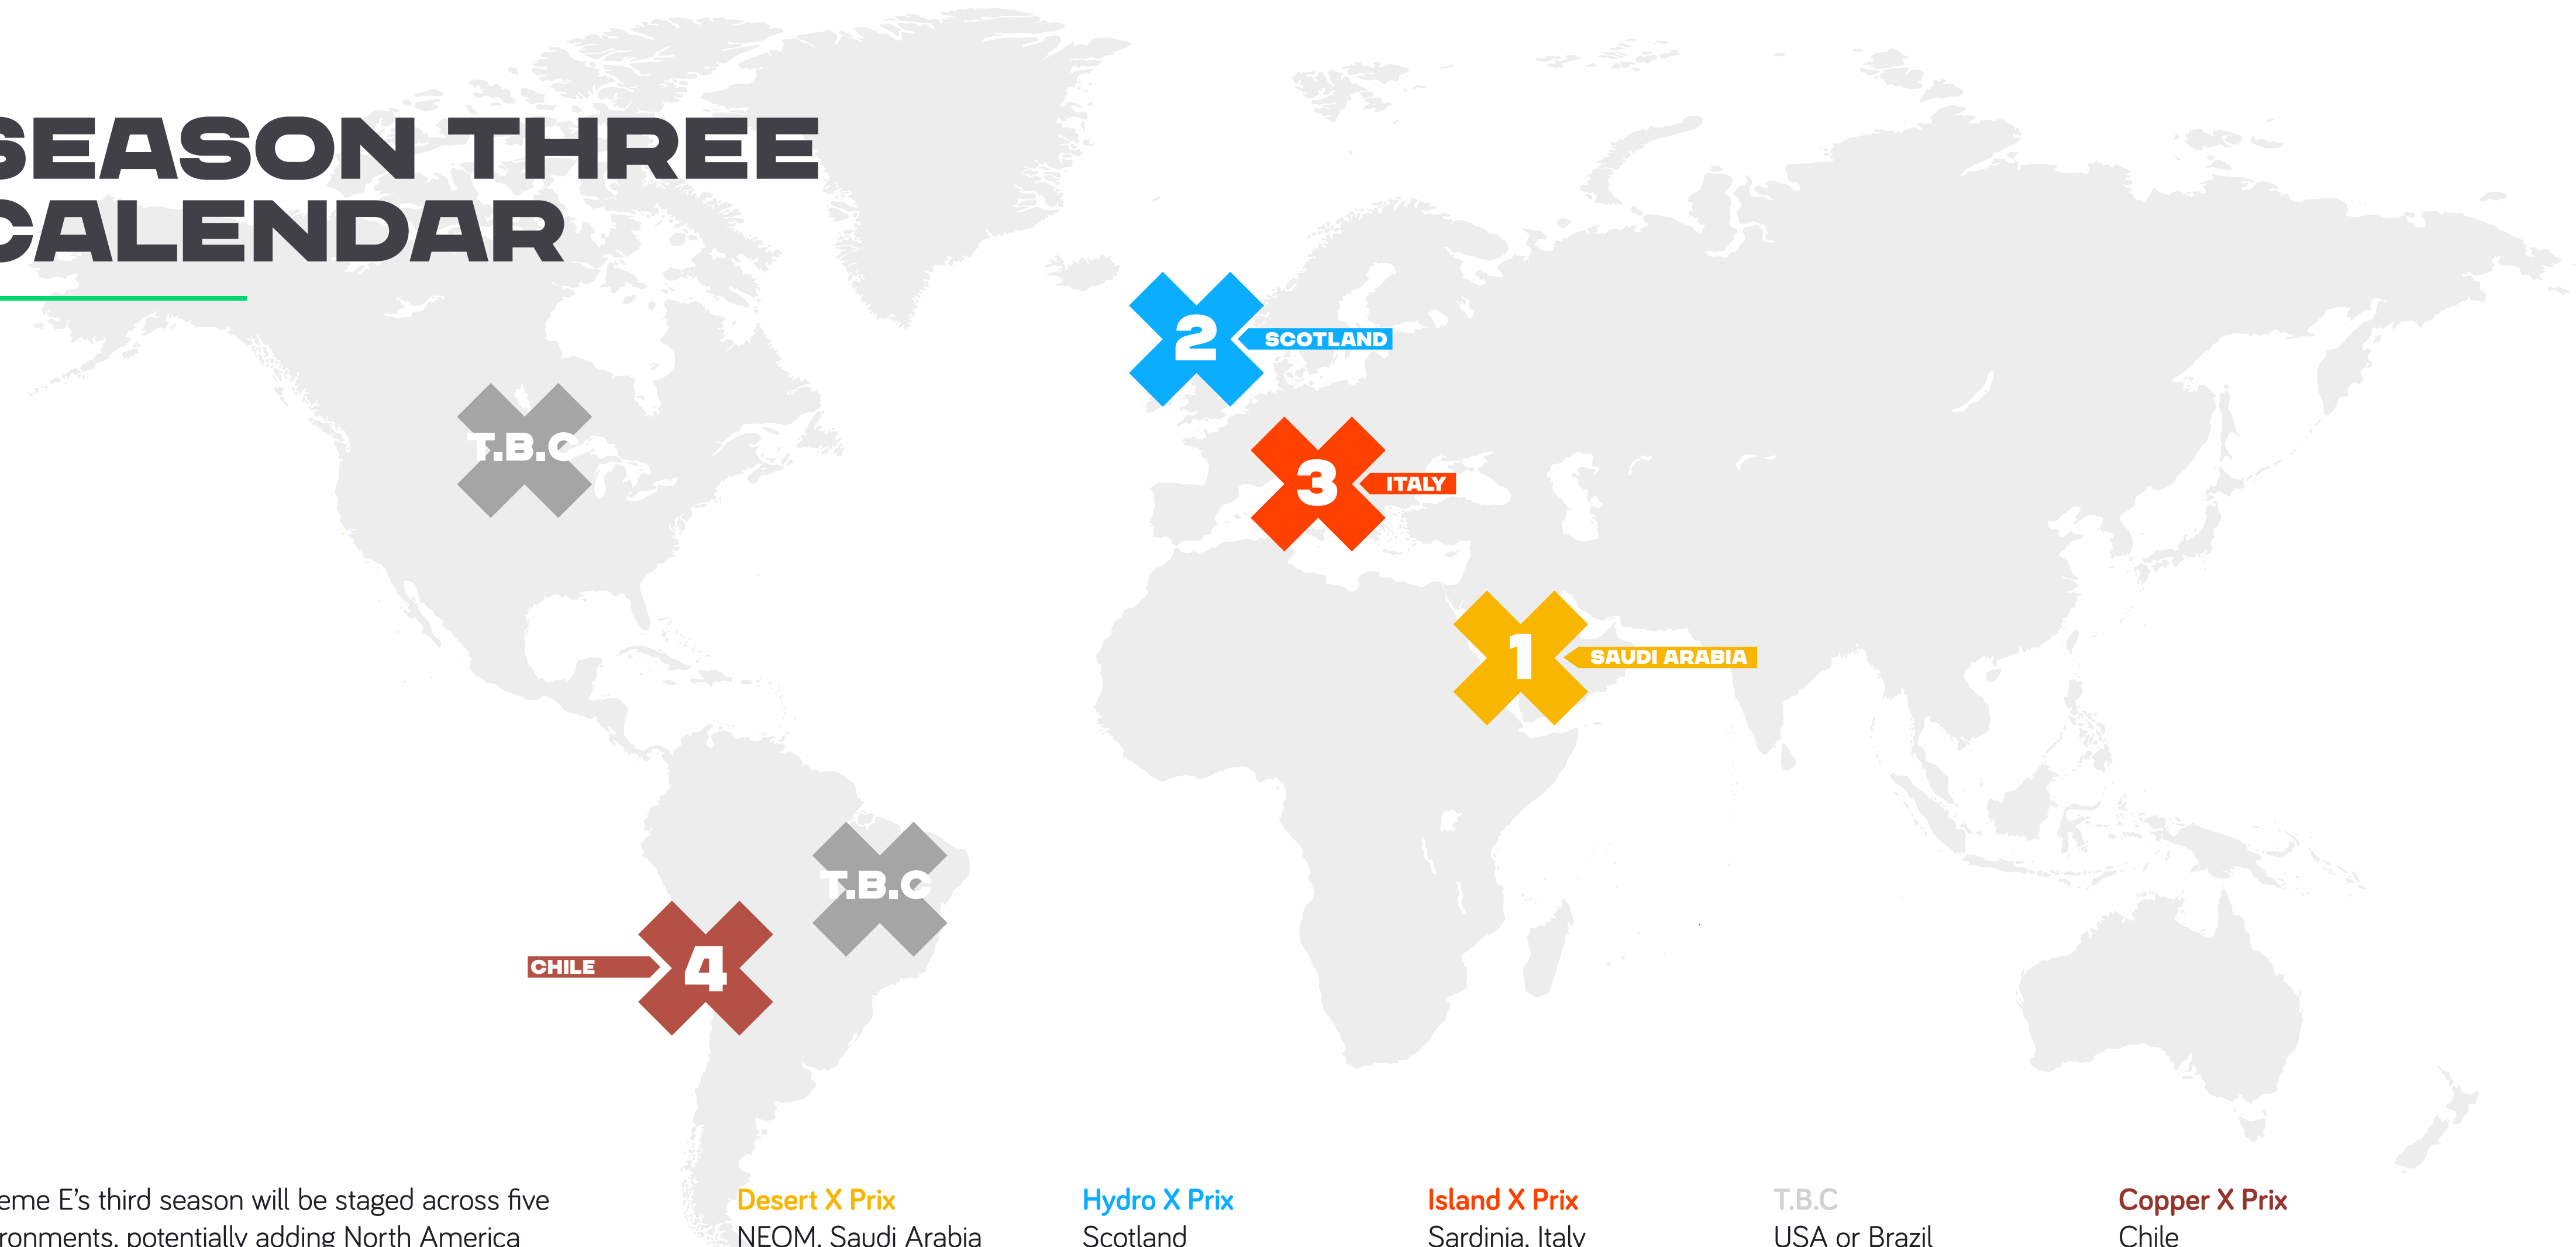 SEASON THREE
CALENDAR
2
SCOTLAND
T.B.C
3
ITALY
1
SAUDI ARABIA
T.B.C
CHILE
4
eme E's third season will be staged across five
ronments, potentially adding North America
Desert X Prix
NEOM, Saudi Arabia
Hydro X Prix
Scotland
Island X Prix
Sardinia, Italy
T.B.C
USA or Brazil
Copper X Prix
Chile